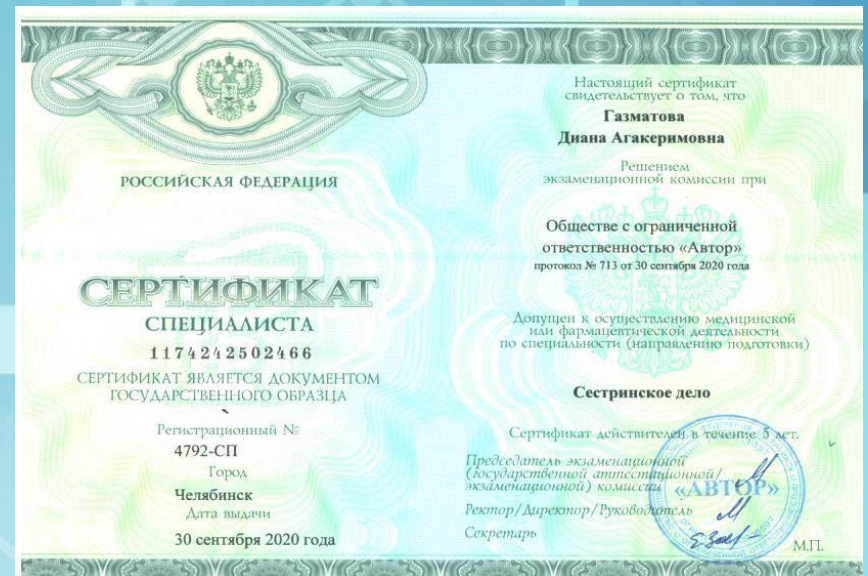 РОССИЙСКАЯ ФЕДЕРАЦИЯ
СЕРТИФИКАТ
СПЕЦИАЛИСТА
1174242502466
СЕРТИФИКАТ ЯВЛЯЕТСЯ ДОКУМЕНТОМ
ГОСУДАРСТВЕННОГО ОБРАЗЦА
Регистрационный №
4792-СП
Город
Челябинск
Дата выдачи
30 сентября 2020 года
Настоящий сертификат
свидетельствует о том, что
Газматова
Диана Агакеримовна
Решением
экзаменационной комиссии при
Обществе с ограниченной
ответственностью «Автор»
протокол № 713 от 30 сентября 2020 года
Допущен к осуществлению медицинской
или фармацевтической деятельности
по специальности (направлению подготовки)
Сестринское дело
Сертификат действителен в течение 5 лет.
Председатель экзаменационной
(государственной аттестационной/
экзаменационной) комиссии
«АВТОР»
Ректор/Директор/Руководитель
Секретарь
М.П.